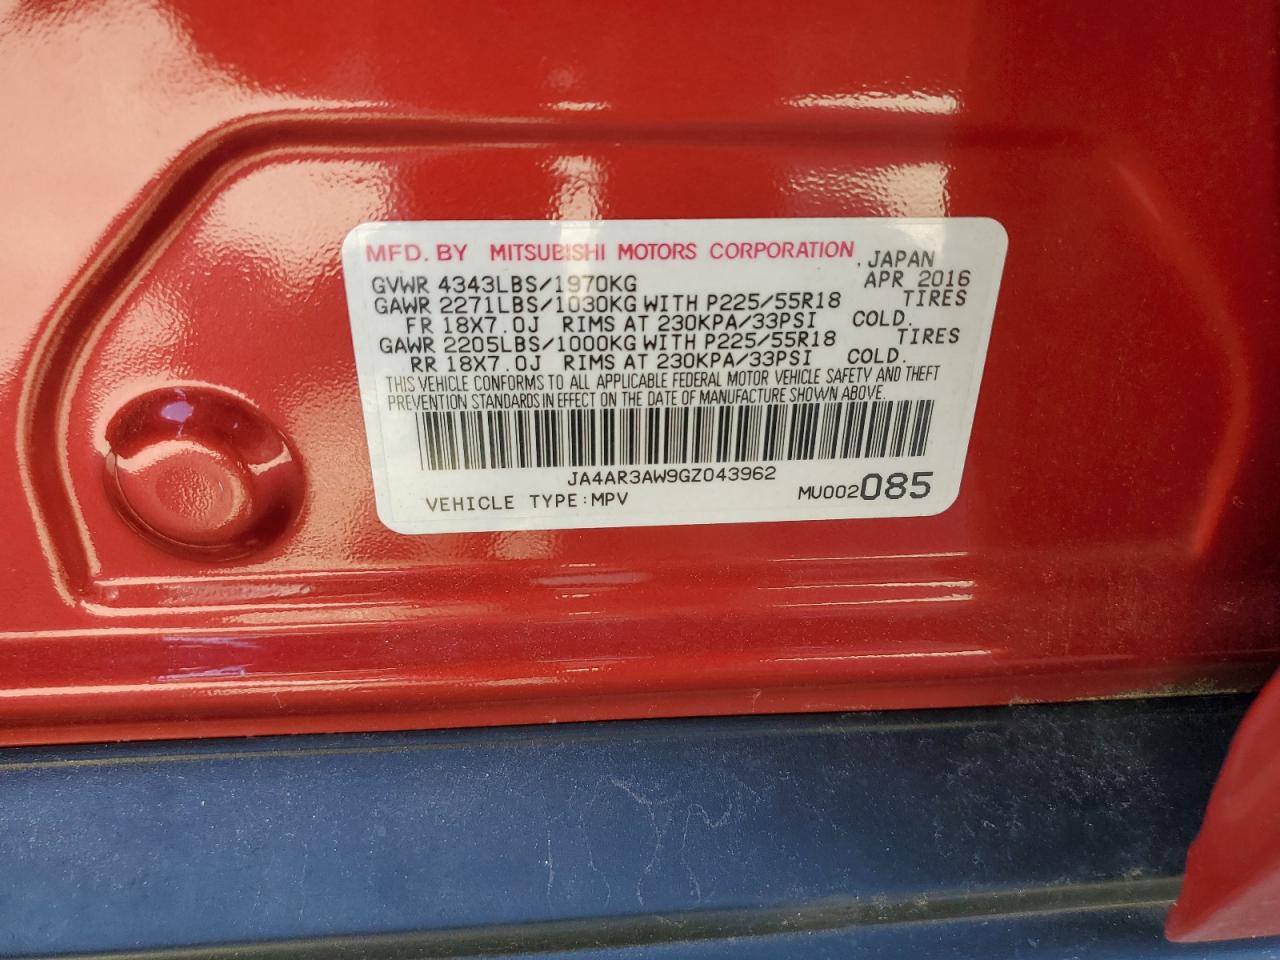 MFD. BY MITSUBISHI MOTORS CORPORATION, JAPAN
GVWR 4343LBS/1970KG APR 2016
GAWR 2271LBS/1030KG WITH P225/55R18 TIRES
FR 18X7.0J RIMS AT 230KPA/33PSI COLD.
GAWR 2205LBS/1000KG WITH P225/55R18 TIRES
RR 18X7.0J RIMS AT 230KPA/33PSI COLD.
THIS VEHICLE CONFORMS TO ALL APPLICABLE FEDERAL MOTOR VEHICLE SAFETY AND THEFT
PREVENTION STANDARDS IN EFFECT ON THE DATE OF MANUFACTURE SHOWN ABOVE.
JA4AR3AW9GZ043962
VEHICLE TYPE:MPV MU002085